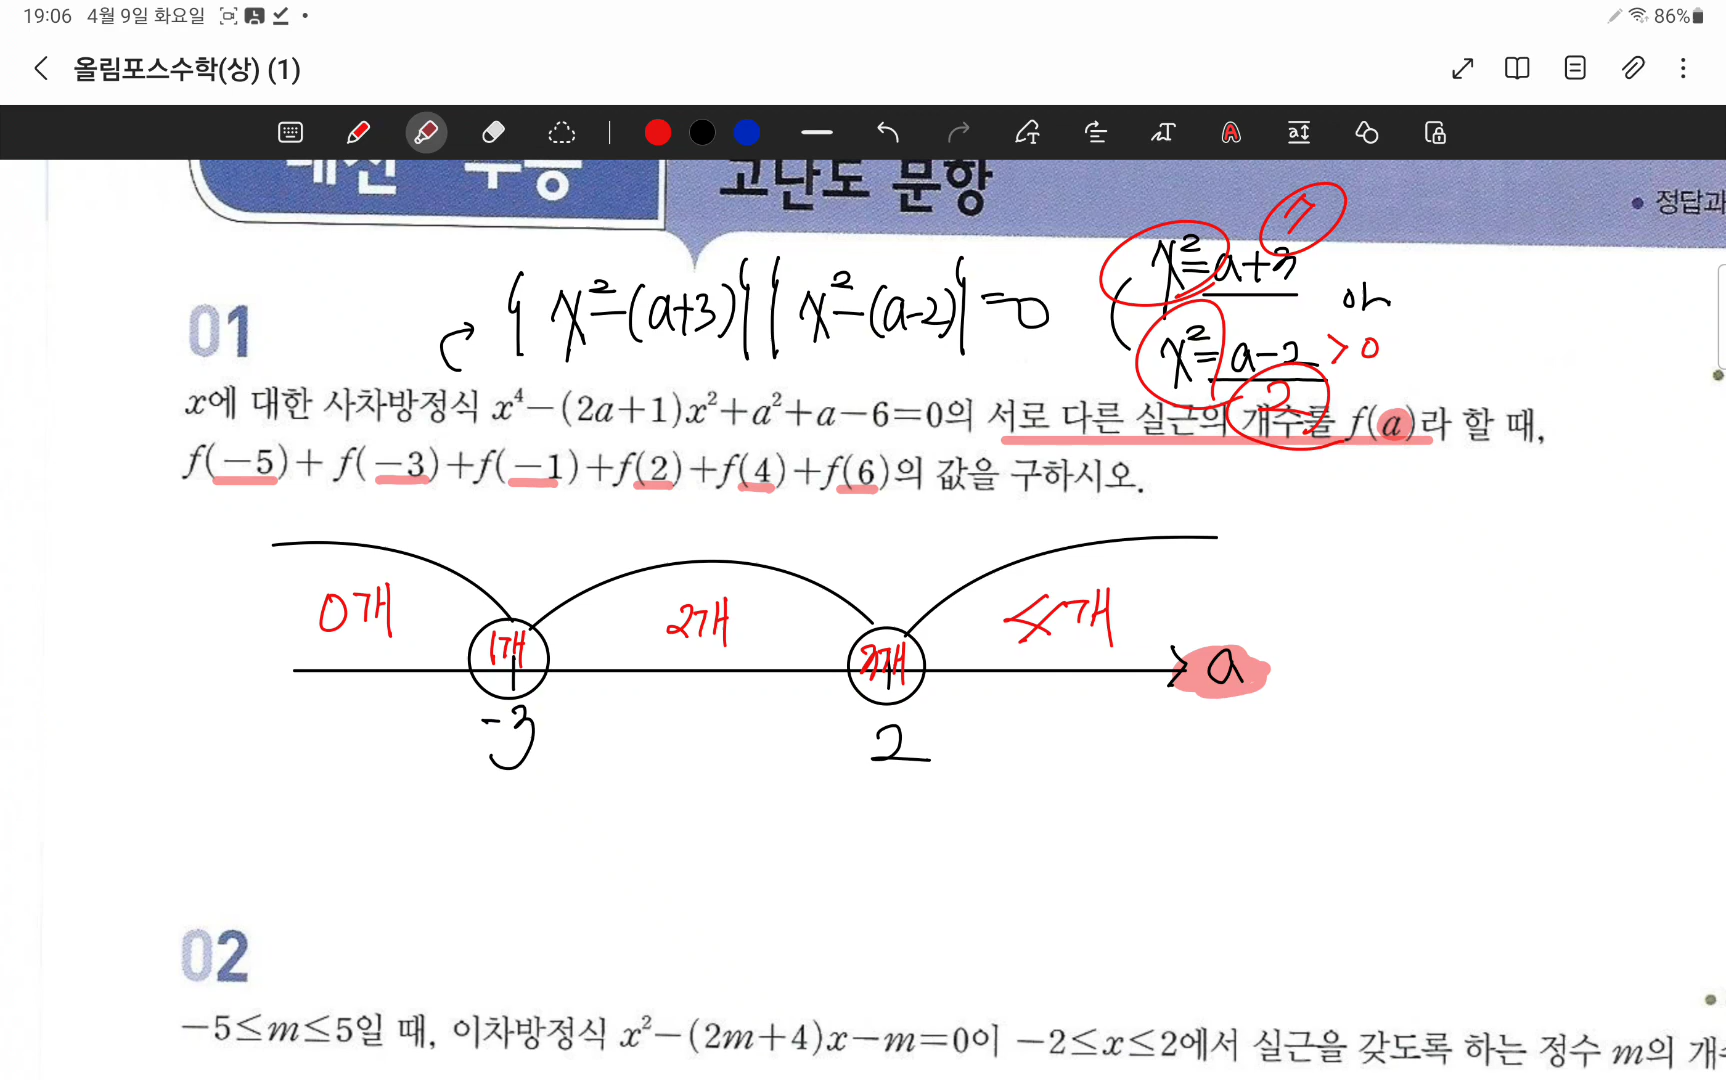 19:06 4월 9일 화요일
86%
올림포스수학(상) (1)
고난도 문항
정답과
01
{x²-(a+3)}{x²-(a-2)}=0
x²=a+3
or
x²=a-2 >0
2
x에 대한 사차방정식 x⁴-(2a+1)x²+a²+a-6=0의 서로 다른 실근의 개수를 f(a)라 할 때,
f(-5)+f(-3)+f(-1)+f(2)+f(4)+f(6)의 값을 구하시오.
0개 1개 2개 3개 4개
a
-3 2
02
-5≤m≤5일 때, 이차방정식 x²-(2m+4)x-m=0이 -2≤x≤2에서 실근을 갖도록 하는 정수 m의 개